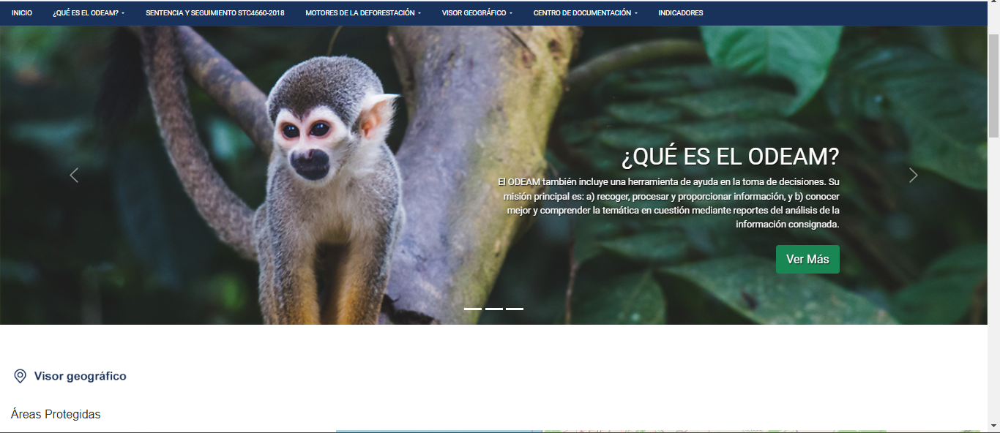 INICIO
¿QUÉ ES EL ODEAM?
SENTENCIA Y SEGUIMIENTO STC4660-2018
MOTORES DE LA DEFORESTACIÓN
VISOR GEOGRÁFICO
CENTRO DE DOCUMENTACIÓN
INDICADORES
¿QUÉ ES EL ODEAM?
El ODEAM también incluye una herramienta de ayuda en la toma de decisiones. Su
misión principal es: a) recoger, procesar y proporcionar información, y b) conocer
mejor y comprender la temática en cuestión mediante reportes del análisis de la
información consignada.
Ver Más
Visor geográfico
Áreas Protegidas